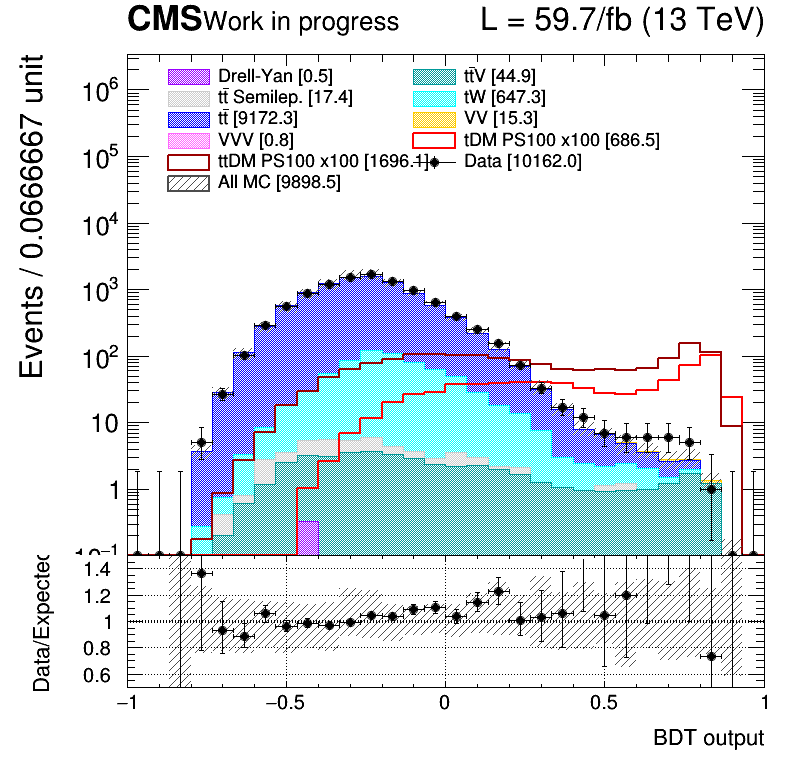 CMS Work in progress L = 59.7/fb (13 TeV)
Events / 0.0666667 unit
10⁶
10⁵
10⁴
10³
10²
10
1
10⁻¹
Drell-Yan [0.5]
tt̄V [44.9]
tt̄ Semilep. [17.4]
tW [647.3]
tt̄ [9172.3]
VV [15.3]
VVV [0.8]
tDM PS100 x100 [686.5]
ttDM PS100 x100 [1696.1]
Data [10162.0]
All MC [9898.5]
Data/Expected
1.4
1.2
1
0.8
0.6
−1 −0.5 0 0.5 1
BDT output